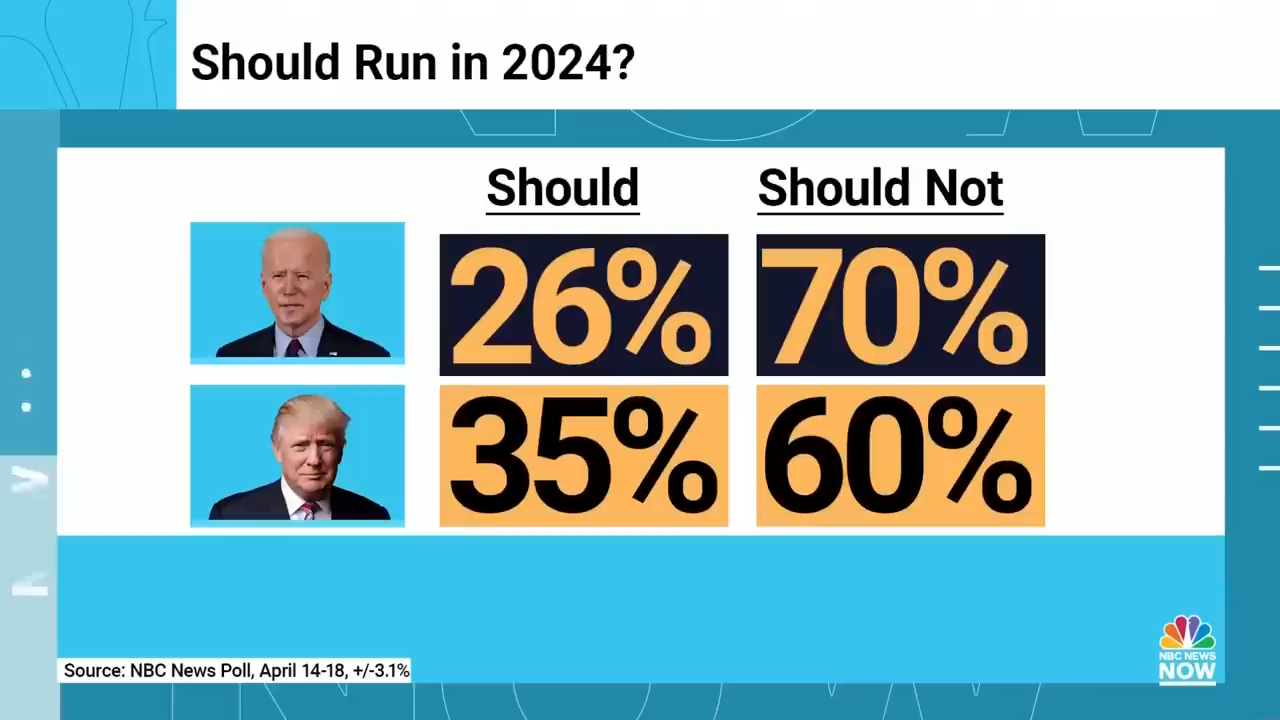 Should Run in 2024?
Should Should Not
26% 70%
35% 60%
Source: NBC News Poll, April 14-18, +/-3.1%
NBC NEWS
NOW